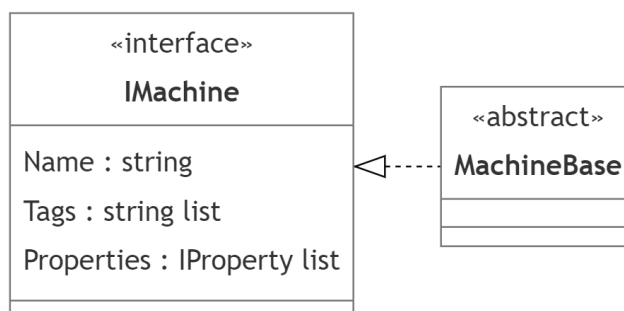 «interface»
IMachine
Name : string
Tags : string list
Properties : IProperty list
«abstract»
MachineBase